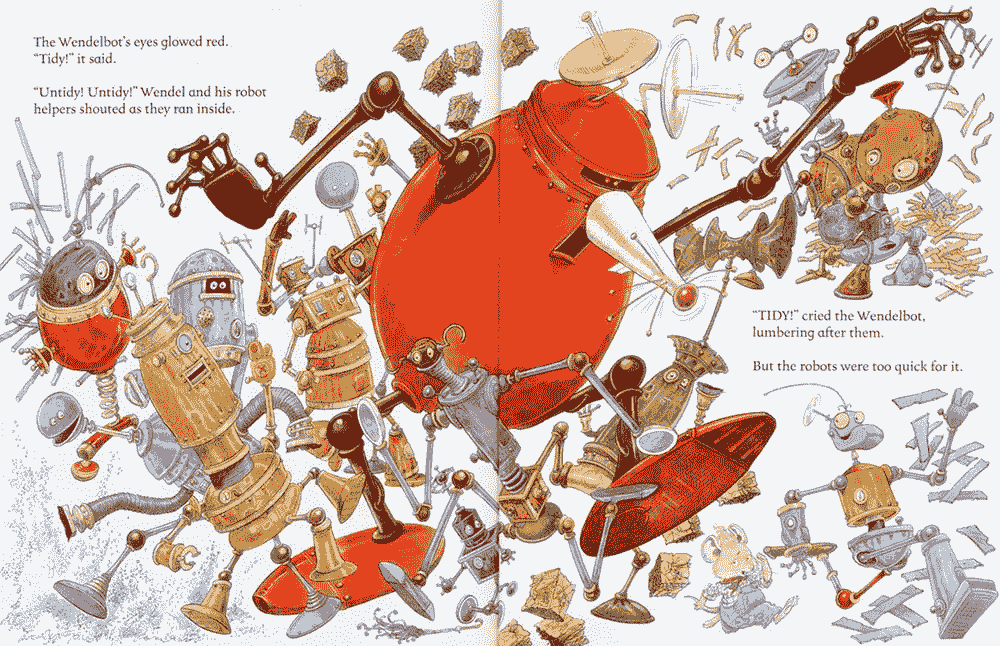 The Wendelbot's eyes glowed red.
"Tidy!" it said.
"Untidy! Untidy!" Wendel and his robot
helpers shouted as they ran inside.
"TIDY!" cried the Wendelbot,
lumbering after them.
But the robots were too quick for it.